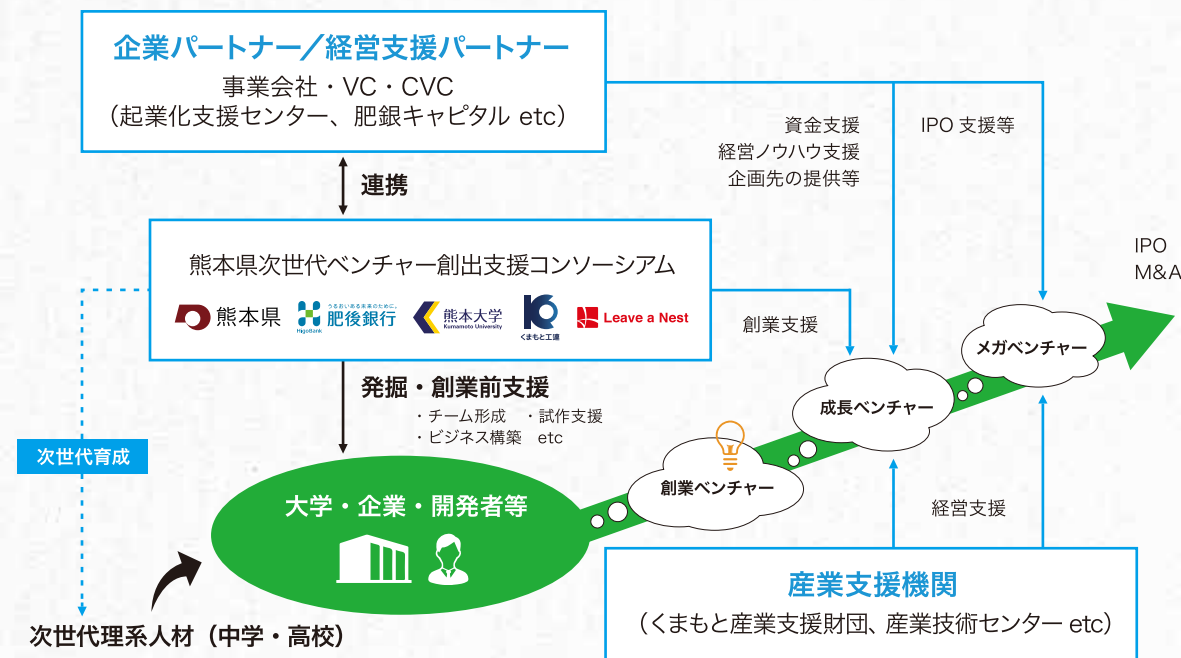 企業パートナー／経営支援パートナー
事業会社・VC・CVC
（起業化支援センター、肥銀キャピタル etc）
連携
資金支援
経営ノウハウ支援
企画先の提供等
IPO 支援等
IPO
M&A
熊本県次世代ベンチャー創出支援コンソーシアム
熊本県
うるおいある未来のために。
肥後銀行
HigoBank
熊本大学
Kumamoto University
くまもと工連
Leave a Nest
創業支援
メガベンチャー
発掘・創業前支援
・チーム形成 ・試作支援
・ビジネス構築 etc
成長ベンチャー
次世代育成
創業ベンチャー
大学・企業・開発者等
経営支援
産業支援機関
（くまもと産業支援財団、産業技術センター etc）
次世代理系人材（中学・高校）